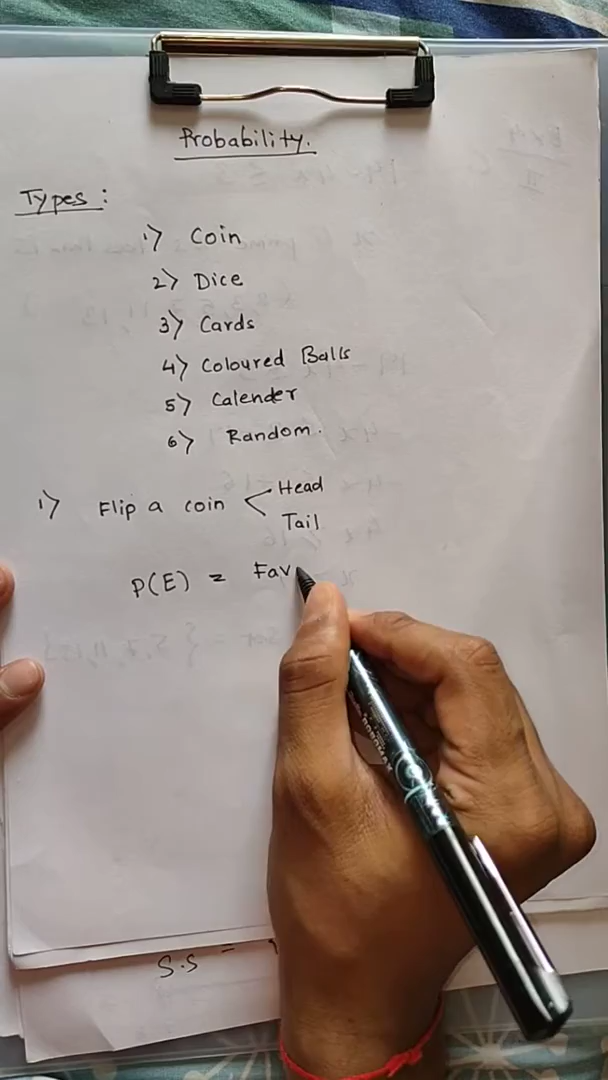 Probability.
Types :
1) Coin
2) Dice
3) Cards
4) Coloured Balls
5) Calender
6) Random.
1) Flip a coin < Head
Tail
P(E) = Fav
S.S =